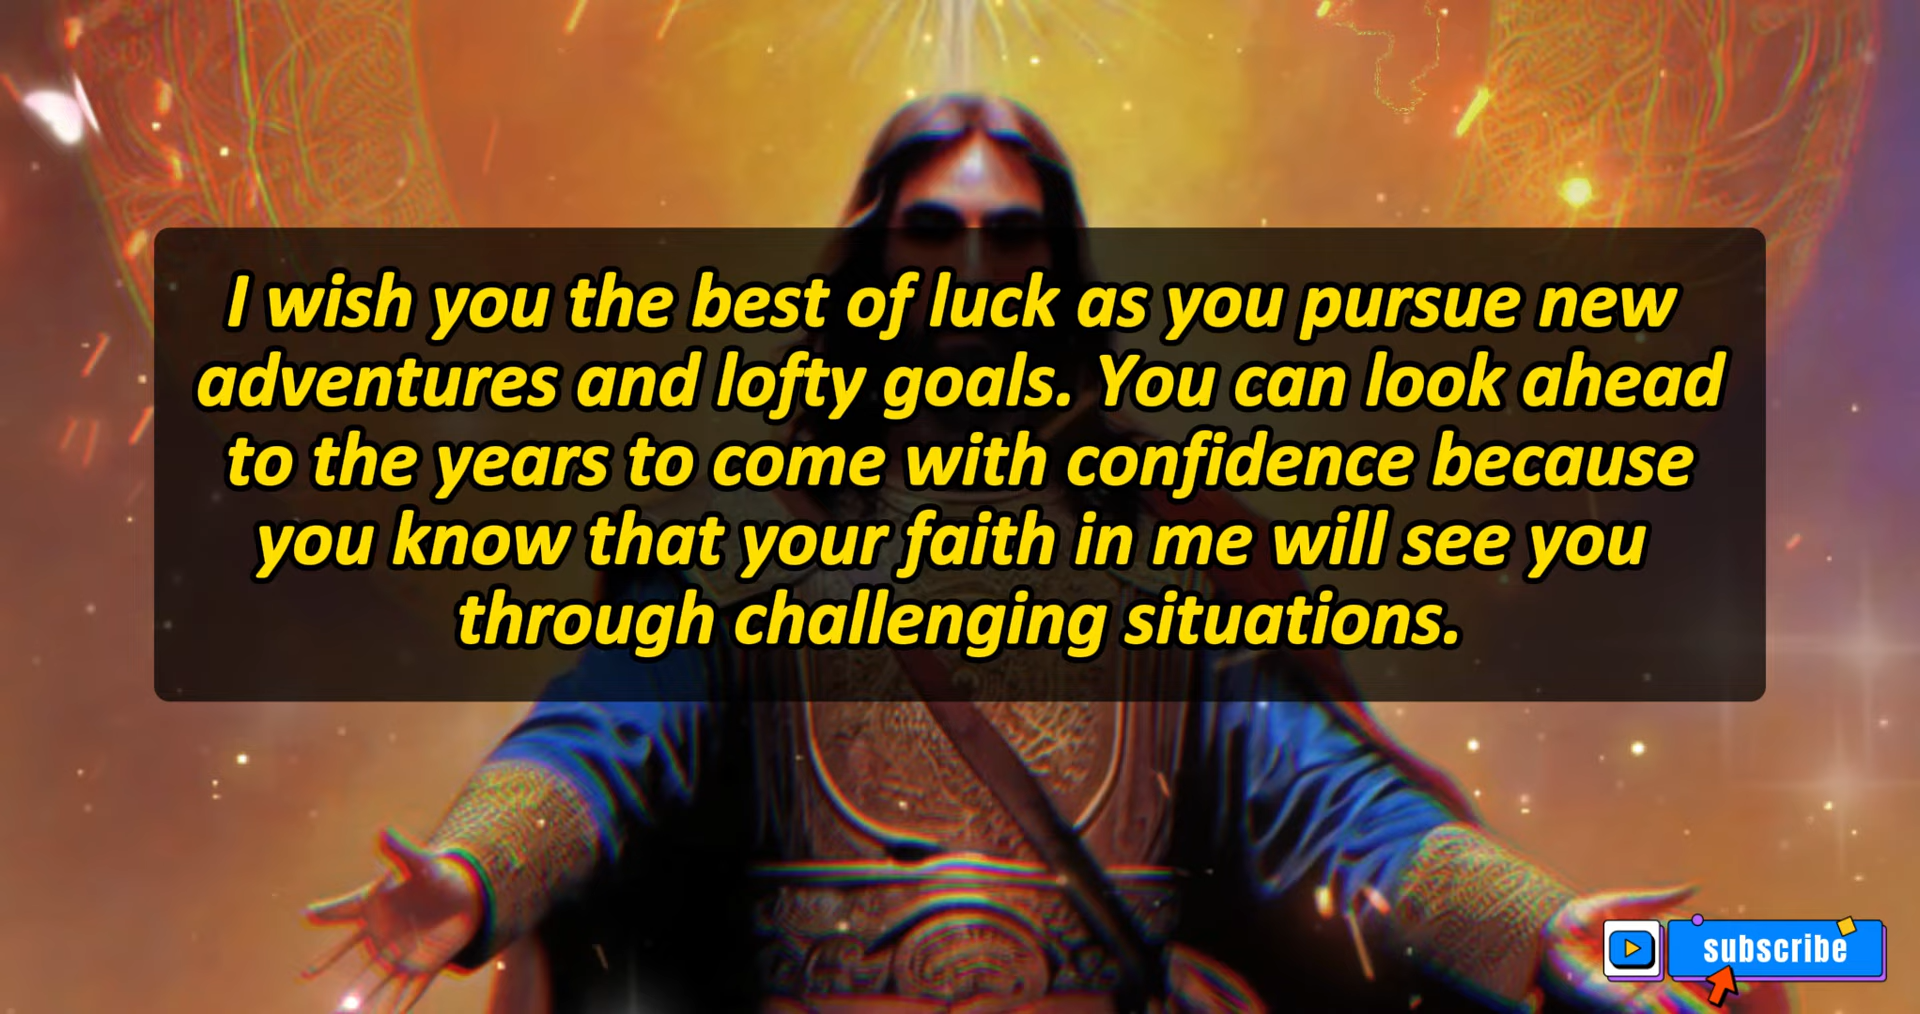 I wish you the best of luck as you pursue new
adventures and lofty goals. You can look ahead
to the years to come with confidence because
you know that your faith in me will see you
through challenging situations.
subscribe